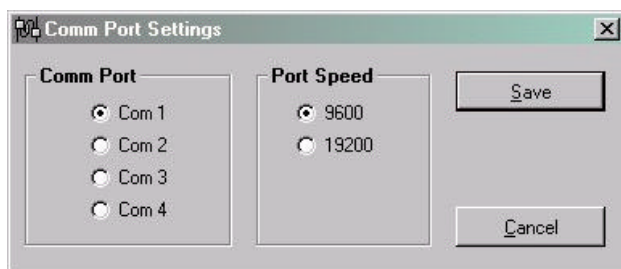 Comm Port Settings
Comm Port
Com 1
Com 2
Com 3
Com 4
Port Speed
9600
19200
Save
Cancel